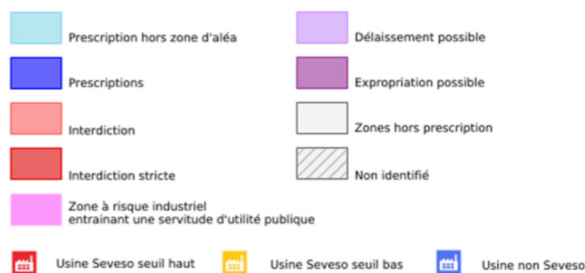 Prescription hors zone d'aléa
Prescriptions
Interdiction
Interdiction stricte
Zone à risque industriel
entrainant une servitude d'utilité publique
Délaissement possible
Expropriation possible
Zones hors prescription
Non identifié
Usine Seveso seuil haut
Usine Seveso seuil bas
Usine non Seveso